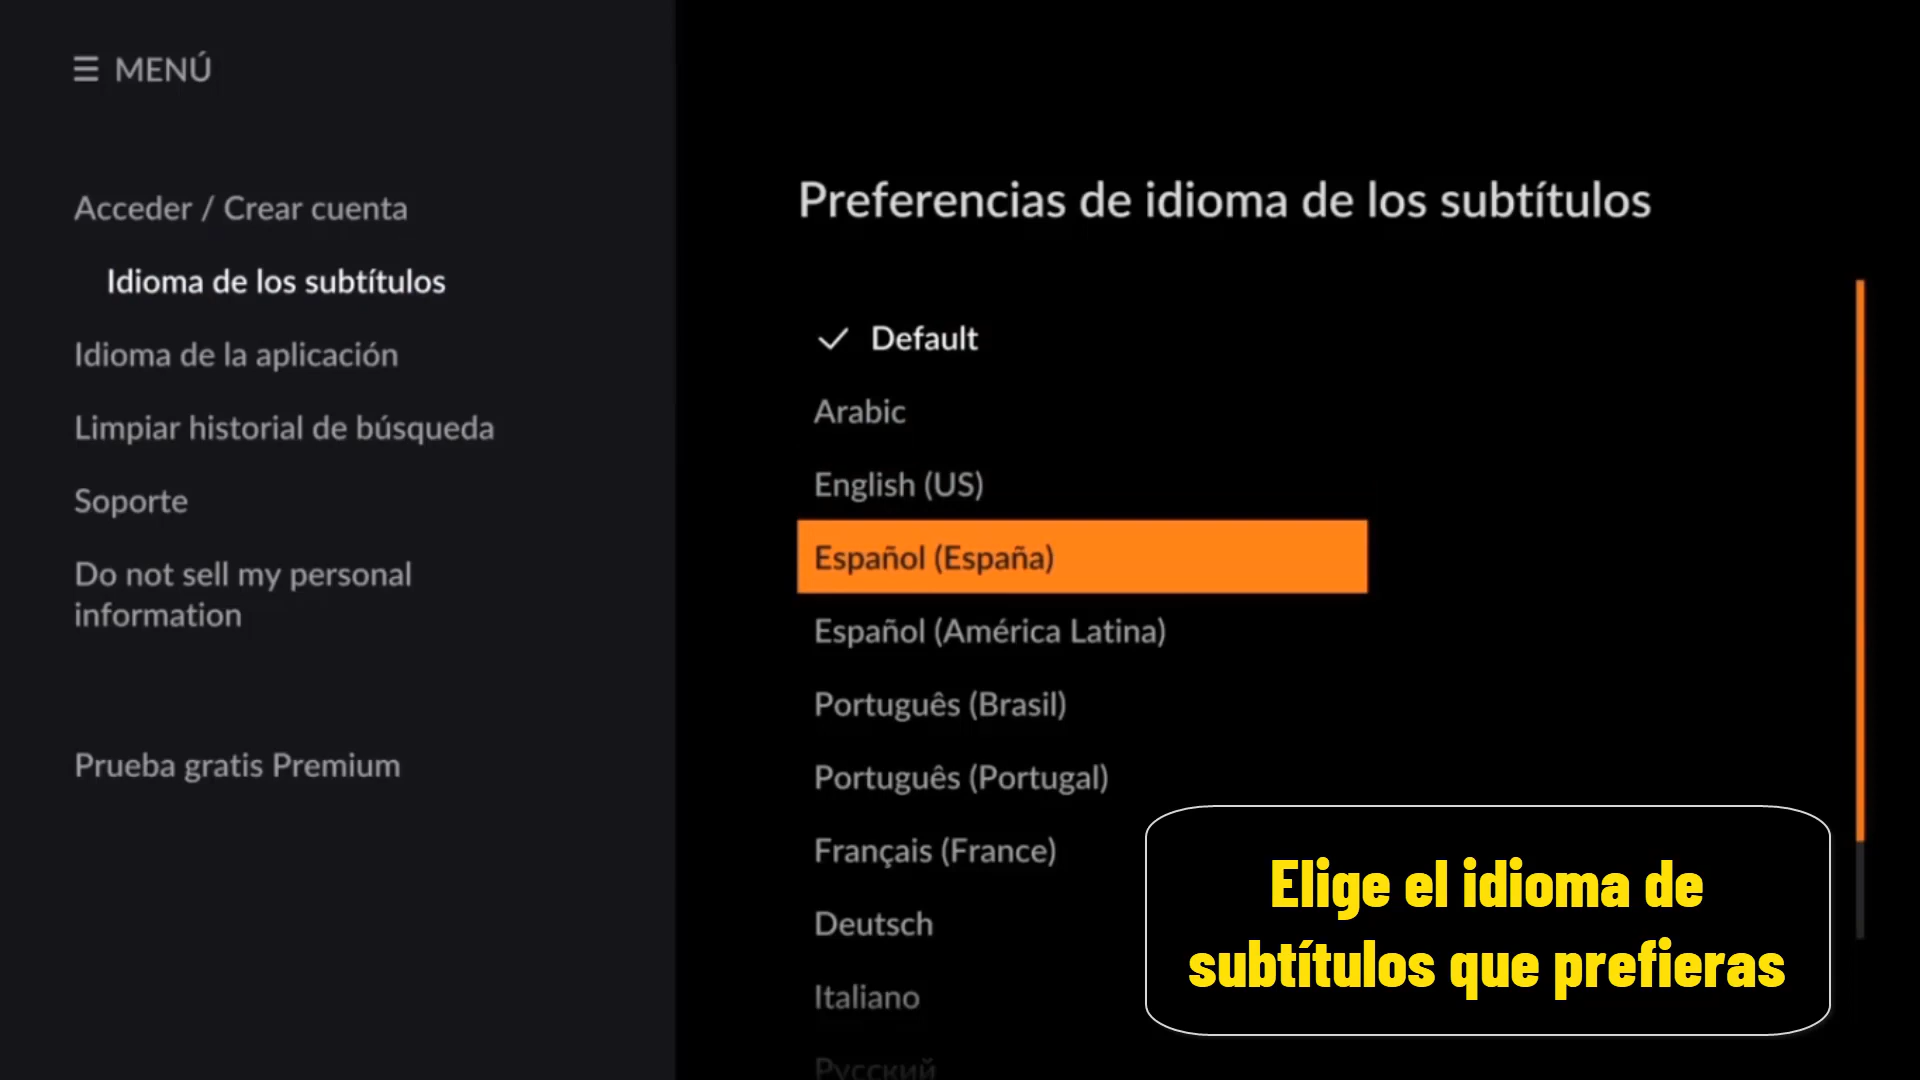 MENÚ
Acceder / Crear cuenta
Idioma de los subtítulos
Idioma de la aplicación
Limpiar historial de búsqueda
Soporte
Do not sell my personal
information
Prueba gratis Premium
Preferencias de idioma de los subtítulos
Default
Arabic
English (US)
Español (España)
Español (América Latina)
Português (Brasil)
Português (Portugal)
Français (France)
Deutsch
Italiano
Русский
Elige el idioma de
subtítulos que prefieras